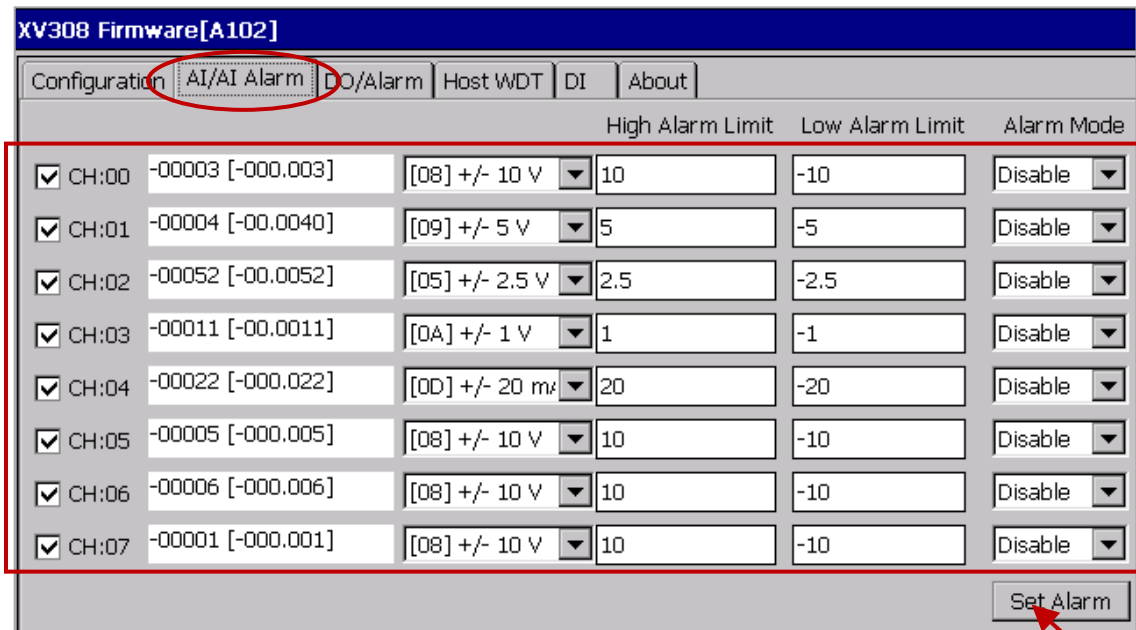 XV308 Firmware[A102]
Configuration AI/AI Alarm DO/Alarm Host WDT DI About
High Alarm Limit Low Alarm Limit Alarm Mode
CH:00 -00003 [-000.003] [08] +/- 10 V 10 -10 Disable
CH:01 -00004 [-00.0040] [09] +/- 5 V 5 -5 Disable
CH:02 -00052 [-00.0052] [05] +/- 2.5 V 2.5 -2.5 Disable
CH:03 -00011 [-00.0011] [0A] +/- 1 V 1 -1 Disable
CH:04 -00022 [-000.022] [0D] +/- 20 m 20 -20 Disable
CH:05 -00005 [-000.005] [08] +/- 10 V 10 -10 Disable
CH:06 -00006 [-000.006] [08] +/- 10 V 10 -10 Disable
CH:07 -00001 [-000.001] [08] +/- 10 V 10 -10 Disable
Set Alarm